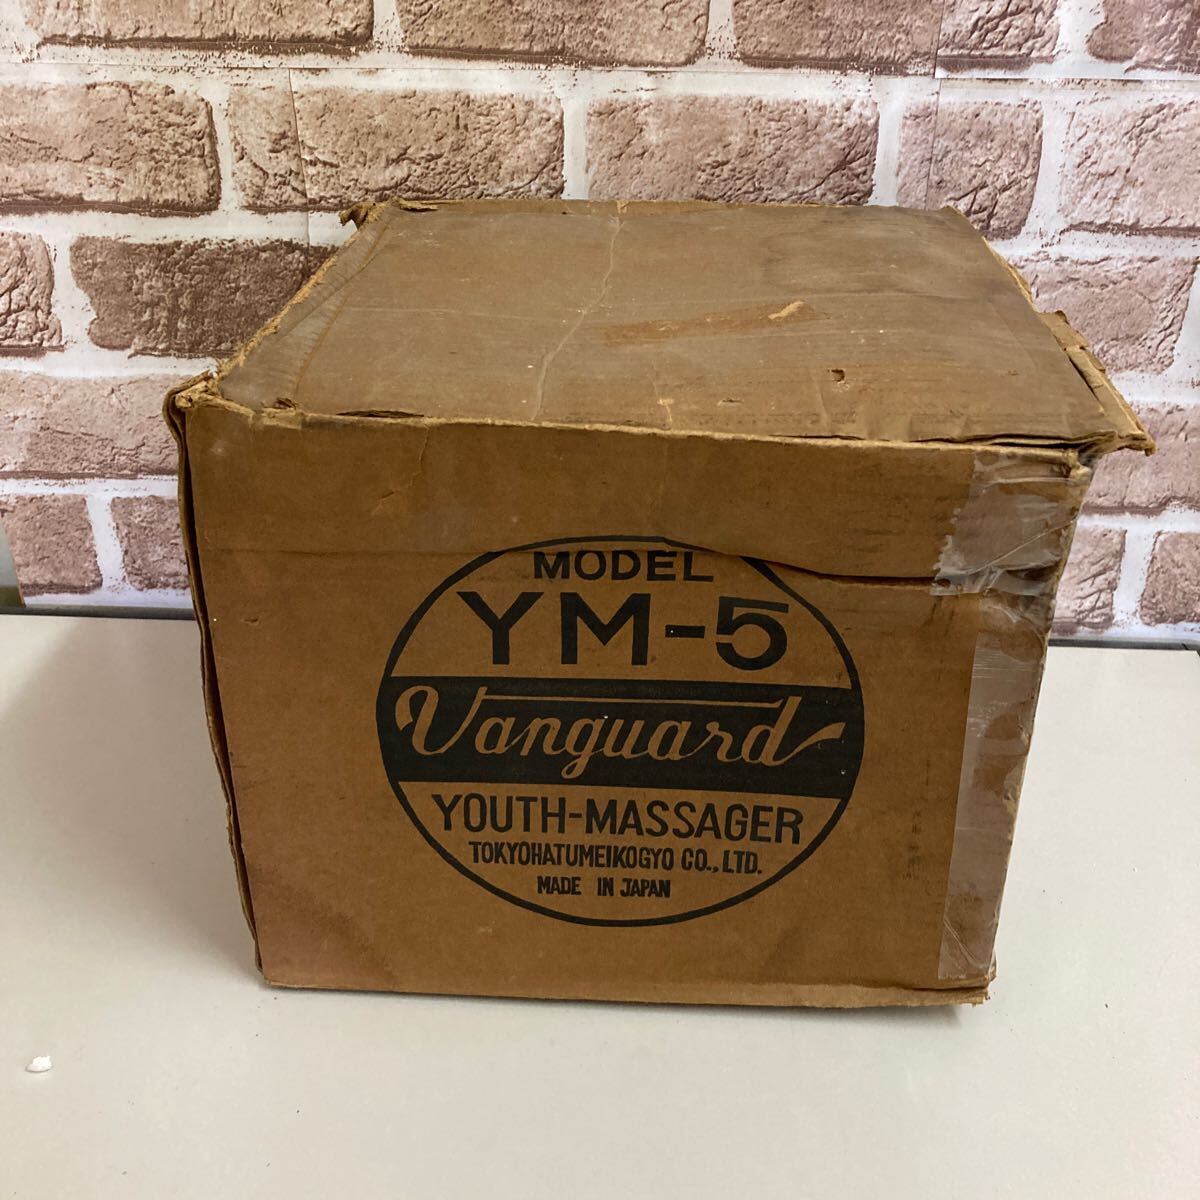 MODEL
YM-5
Vanguard
YOUTH-MASSAGER
TOKYOHATUMEIKOGYO CO., LTD.
MADE IN JAPAN